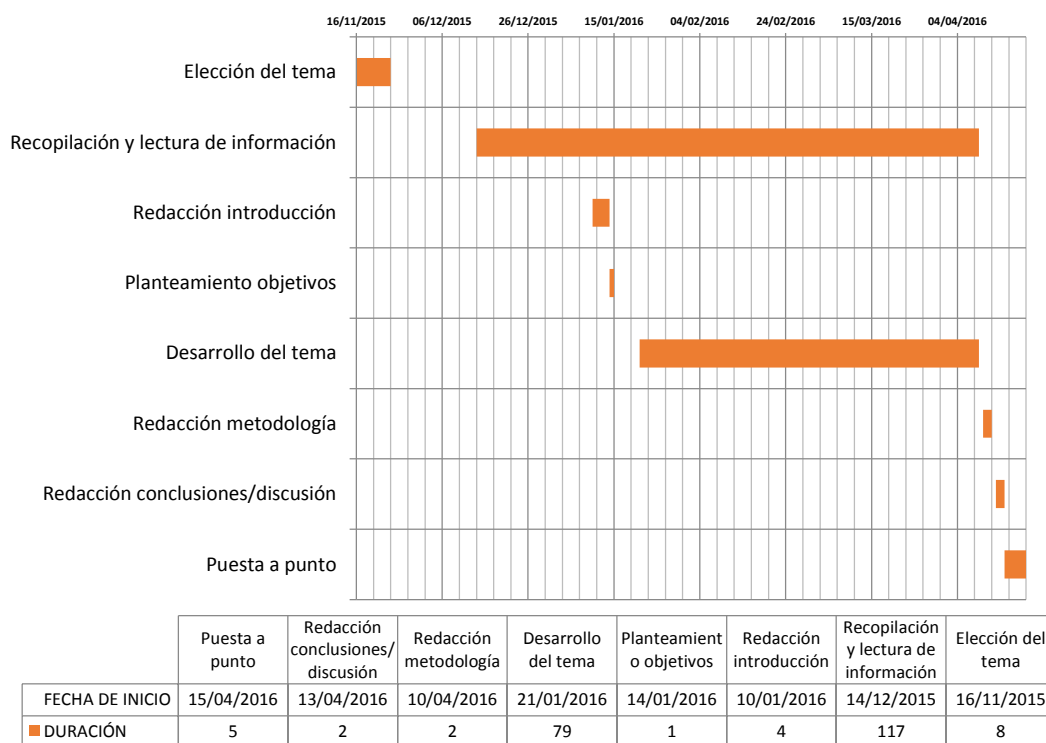 16/11/2015 06/12/2015 26/12/2015 15/01/2016 04/02/2016 24/02/2016 15/03/2016 04/04/2016
Elección del tema
Recopilación y lectura de información
Redacción introducción
Planteamiento objetivos
Desarrollo del tema
Redacción metodología
Redacción conclusiones/discusión
Puesta a punto
Puesta a
punto
Redacción
conclusiones/
discusión
Redacción
metodología
Desarrollo
del tema
Planteamient
o objetivos
Redacción
introducción
Recopilación
y lectura de
información
Elección del
tema
FECHA DE INICIO 15/04/2016 13/04/2016 10/04/2016 21/01/2016 14/01/2016 10/01/2016 14/12/2015 16/11/2015
DURACIÓN 5 2 2 79 1 4 117 8